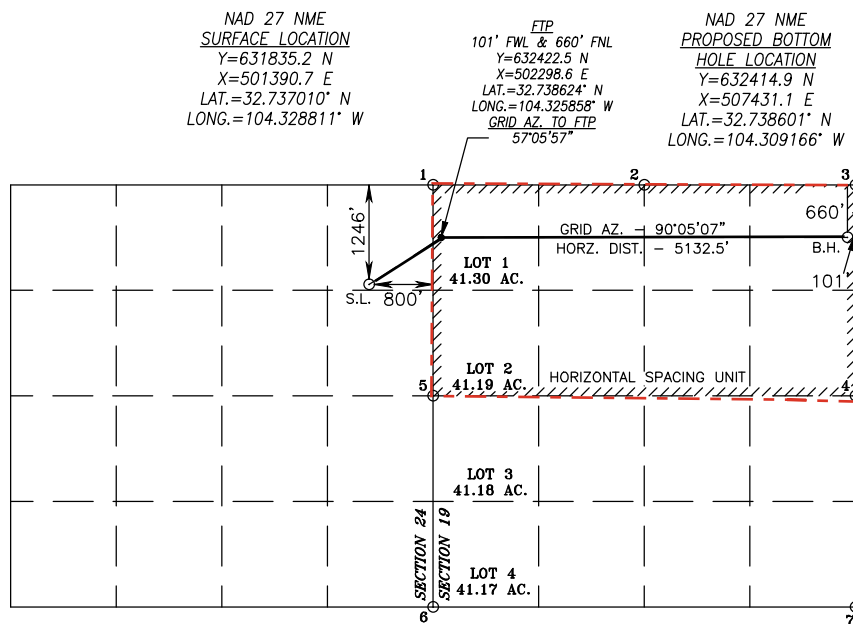 NAD 27 NME
SURFACE LOCATION
Y=631835.2 N
X=501390.7 E
LAT.=32.737010° N
LONG.=104.328811° W
FTP
101' FWL & 660' FNL
Y=632422.5 N
X=502298.6 E
LAT.=32.738624° N
LONG.=104.325858° W
GRID AZ. TO FTP
57°05'57"
NAD 27 NME
PROPOSED BOTTOM
HOLE LOCATION
Y=632414.9 N
X=507431.1 E
LAT.=32.738601° N
LONG.=104.309166° W
1
2
3
1246'
660'
GRID AZ. - 90°05'07"
HORZ. DIST. - 5132.5'
B.H.
LOT 1
41.30 AC.
101'
S.L.
800'
LOT 2
41.19 AC.
HORIZONTAL SPACING UNIT
5
4
LOT 3
41.18 AC.
SECTION 24
SECTION 19
LOT 4
41.17 AC.
6
7